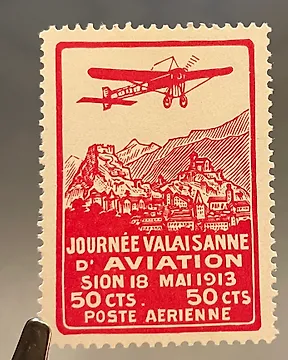 JOURNÉE VALAISANNE
D' AVIATION
SION 18 MAI 1913
50 CTS. 50 CTS
POSTE AERIENNE